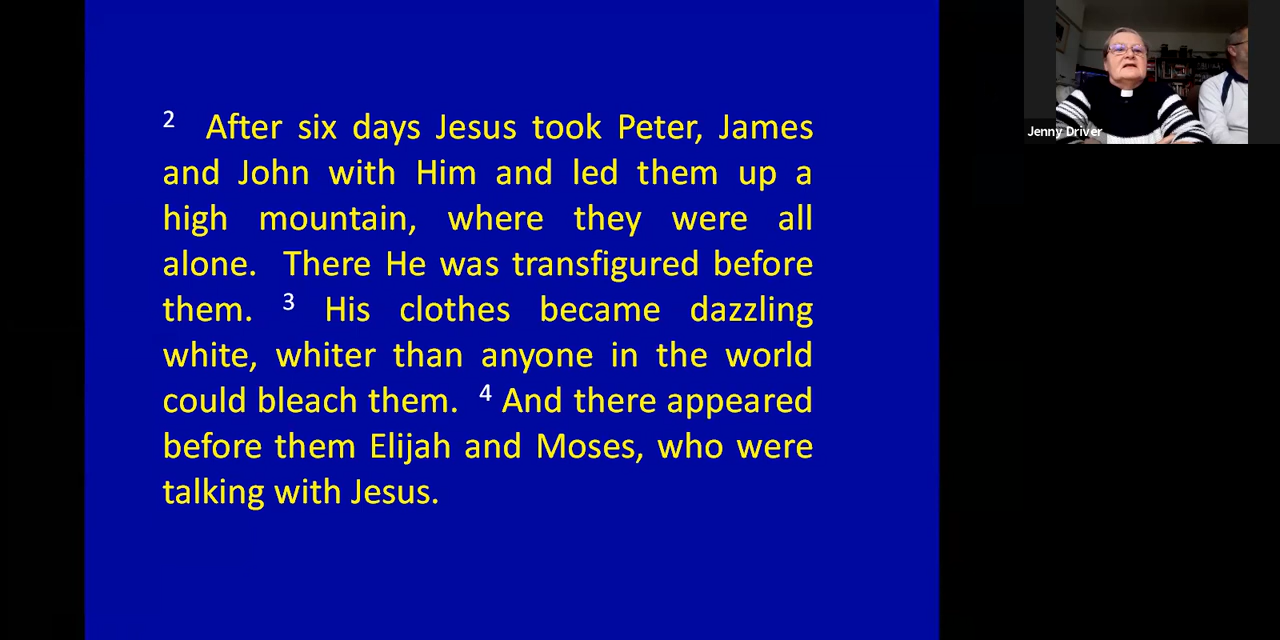 2 After six days Jesus took Peter, James
and John with Him and led them up a
high mountain, where they were all
alone. There He was transfigured before
them. 3 His clothes became dazzling
white, whiter than anyone in the world
could bleach them. 4 And there appeared
before them Elijah and Moses, who were
talking with Jesus.
Jenny Driver